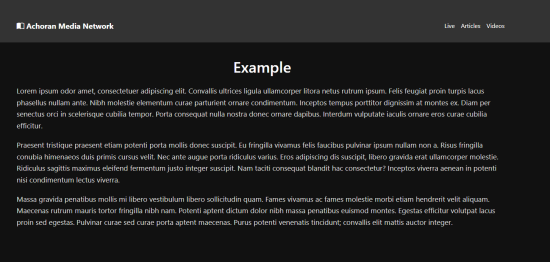 Achoran Media Network
Live Articles Videos
Example
Lorem ipsum odor amet, consectetuer adipiscing elit. Convallis ultrices ligula ullamcorper litora netus rutrum ipsum. Felis feugiat proin turpis lacus
phasellus nullam ante. Nibh molestie elementum curae parturient ornare condimentum. Inceptos tempus porttitor dignissim at montes ex. Diam per
senectus orci in scelerisque cubilia tempor. Porta consequat nulla nostra donec ornare dapibus. Interdum vulputate iaculis ornare eros curae cubilia
efficitur.
Praesent tristique praesent etiam potenti porta mollis donec suscipit. Eu fringilla vivamus felis faucibus pulvinar ipsum nullam non a. Risus fringilla
conubia himenaeos duis primis cursus velit. Nec ante augue porta ridiculus varius. Eros adipiscing dis suscipit, libero gravida erat ullamcorper molestie.
Ridiculus sagittis maximus eleifend fermentum justo integer suscipit. Nam taciti consequat blandit hac consectetur? Inceptos viverra aenean in potenti
nisi condimentum lectus viverra.
Massa gravida penatibus mollis mi libero vestibulum libero sollicitudin quam. Fames vivamus ac fames molestie morbi etiam hendrerit velit aliquam.
Maecenas rutrum mauris tortor fringilla nibh nam. Potenti aptent dictum dolor nibh massa penatibus euismod montes. Egestas efficitur volutpat lacus
proin sed egestas. Pulvinar curae sed curae porta aptent maecenas. Purus potenti venenatis tincidunt; convallis elit mattis auctor integer.